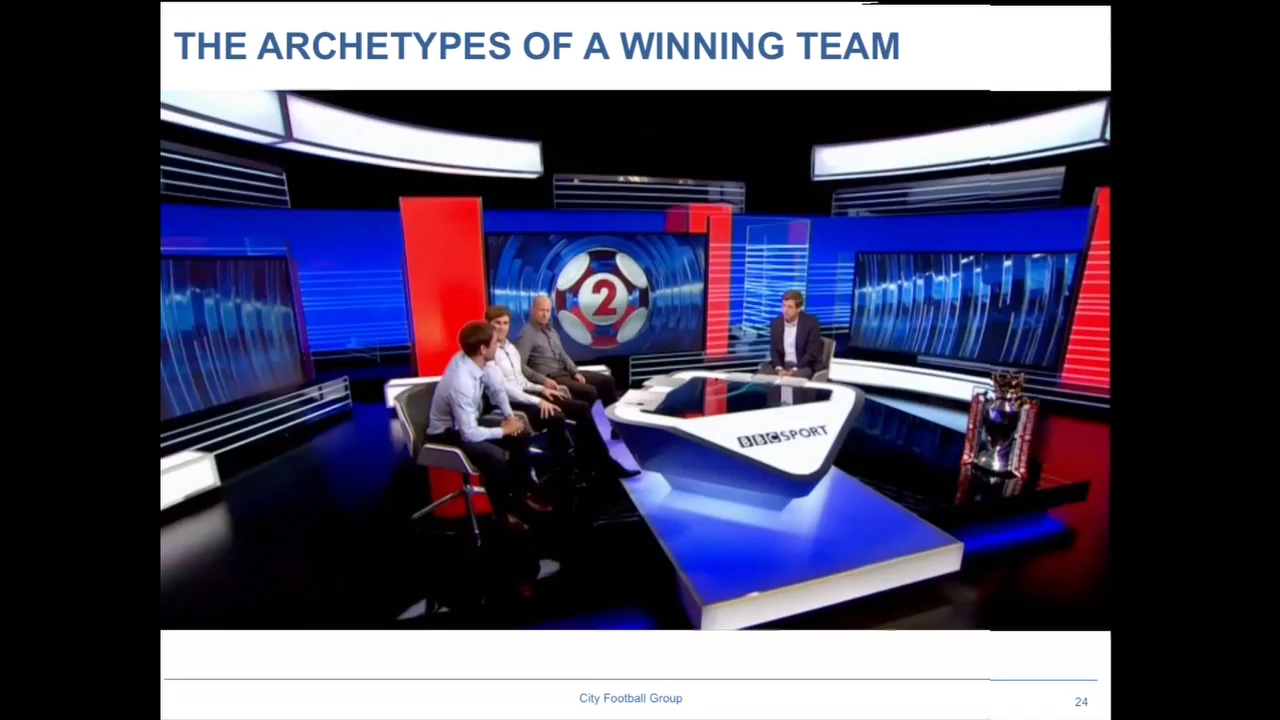 THE ARCHETYPES OF A WINNING TEAM
2
BBC SPORT
City Football Group
24